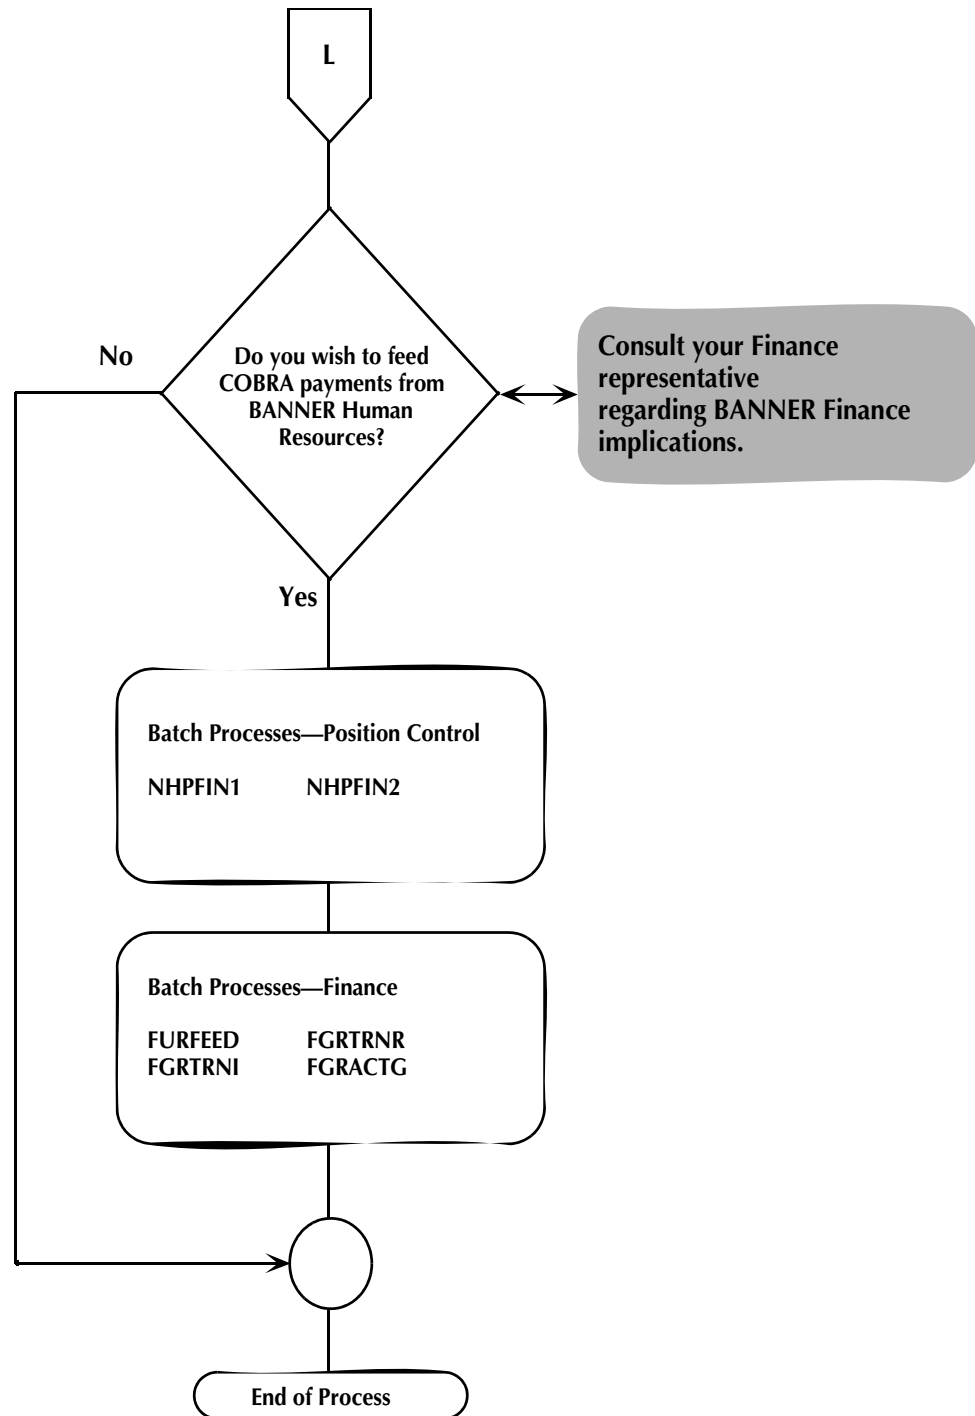 L
No
Do you wish to feed
COBRA payments from
BANNER Human
Resources?
Consult your Finance
representative
regarding BANNER Finance
implications.
Yes
Batch Processes—Position Control
NHPFIN1 NHPFIN2
Batch Processes—Finance
FURFEED FGRTRNR
FGRTRNI FGRACTG
End of Process